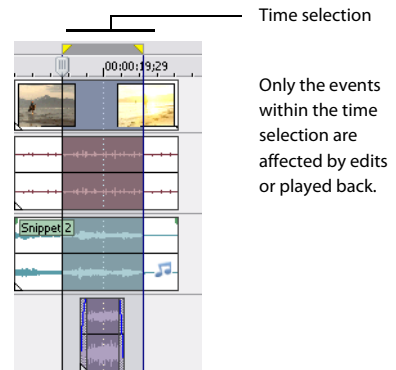 Time selection
00:00:19;29
Only the events
within the time
selection are
affected by edits
or played back.
Snippet 2